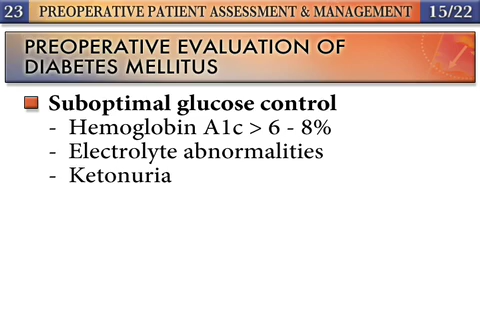 23 PREOPERATIVE PATIENT ASSESSMENT & MANAGEMENT 15/22
PREOPERATIVE EVALUATION OF
DIABETES MELLITUS
Suboptimal glucose control
- Hemoglobin A1c > 6 - 8%
- Electrolyte abnormalities
- Ketonuria